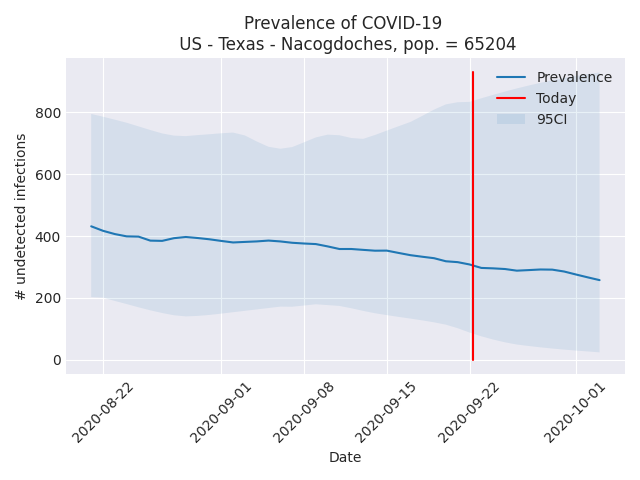 Prevalence of COVID-19
US - Texas - Nacogdoches, pop. = 65204
Prevalence
Today
95CI
800
600
400
200
0
# undetected infections
2020-08-22
2020-09-01
2020-09-08
2020-09-15
2020-09-22
2020-10-01
Date